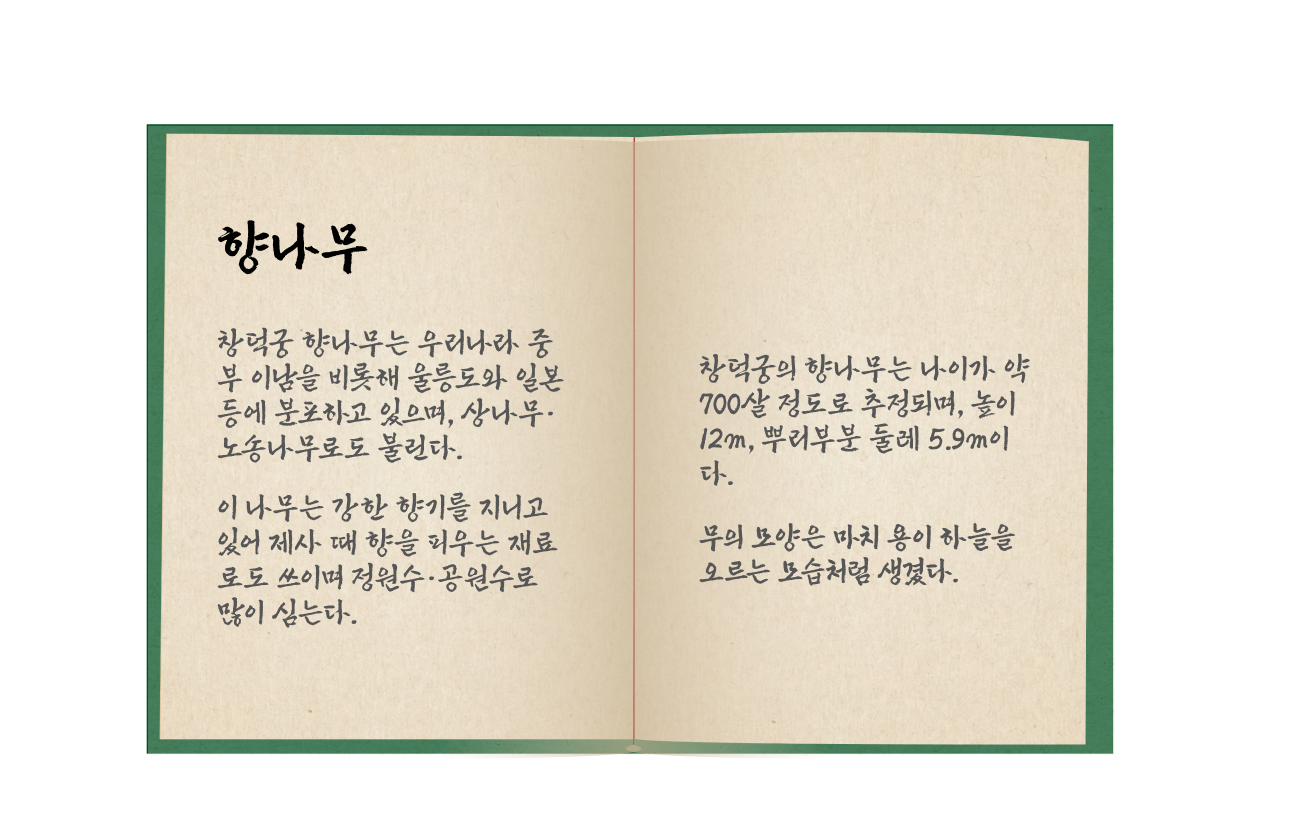 향나무
창덕궁 향나무는 우리나라 중
부 이남을 비롯해 울릉도와 일본
등에 분포하고 있으며, 상나무·
노송나무로도 불린다.
이 나무는 강한 향기를 지니고
있어 제사 때 향을 피우는 재료
로도 쓰이며 정원수·공원수로
많이 심는다.
창덕궁의 향나무는 나이가 약
700살 정도로 추정되며, 높이
12m, 뿌리부분 둘레 5.9m이
다.
무의 모양은 마치 용이 하늘을
오르는 모습처럼 생겼다.